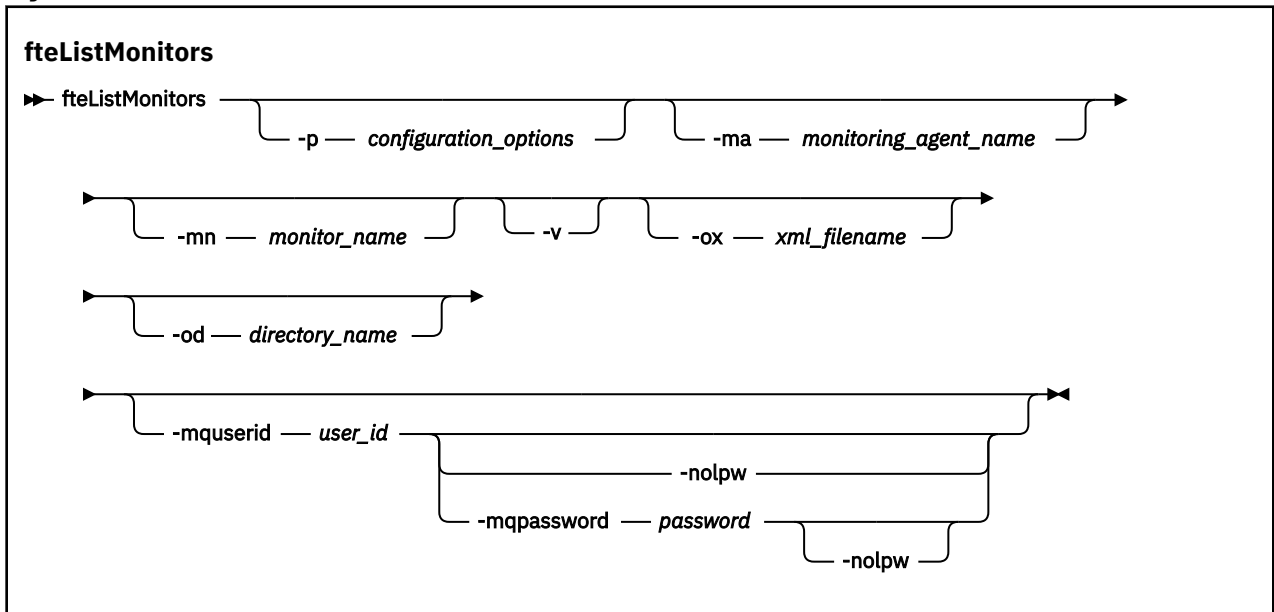 fteListMonitors
fteListMonitors
-p configuration_options -ma monitoring_agent_name
-mn monitor_name -v -ox xml_filename
-od directory_name
-mquserid user_id
-nolpw
-mqpassword password
-nolpw